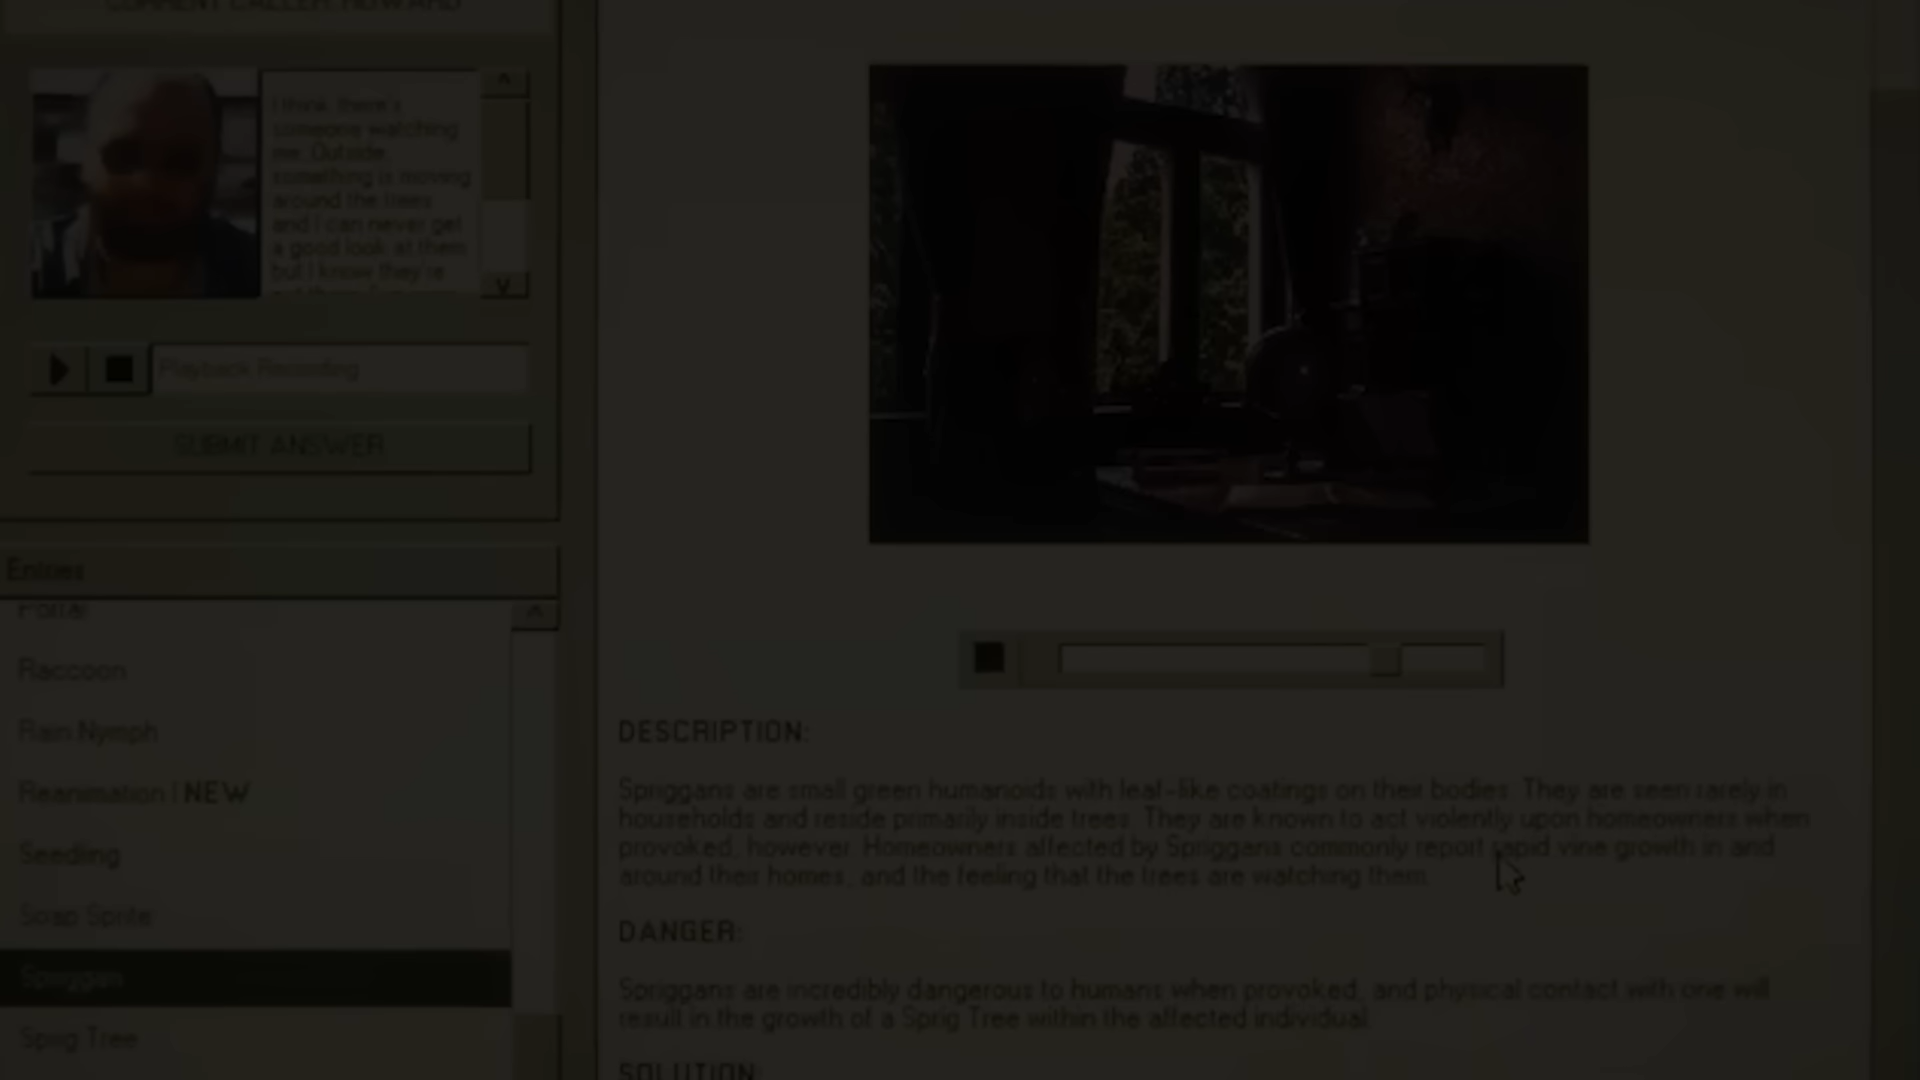 CURRENT CALLER: HOWARD
I think there's
someone watching
me. Outside
something is moving
around the trees
and I can never get
a good look at them
but I know they're
Playback Recording
SUBMIT ANSWER
Entries
Portal
Raccoon
Rain Nymph
Reanimation | NEW
Seedling
Scrap Sprite
Spriggan
Sprig Tree
DESCRIPTION:
Spriggans are small green humanoids with leaf-like coatings on their bodies. They are seen rarely in
households and reside primarily inside trees. They are known to act violently upon homeowners when
provoked, however. Homeowners affected by Spriggans commonly report rapid vine growth in and
around their homes, and the feeling that the trees are watching them.
DANGER:
Spriggans are incredibly dangerous to humans when provoked, and physical contact with one will
result in the growth of a Sprig Tree within the affected individual.
SOLUTION: